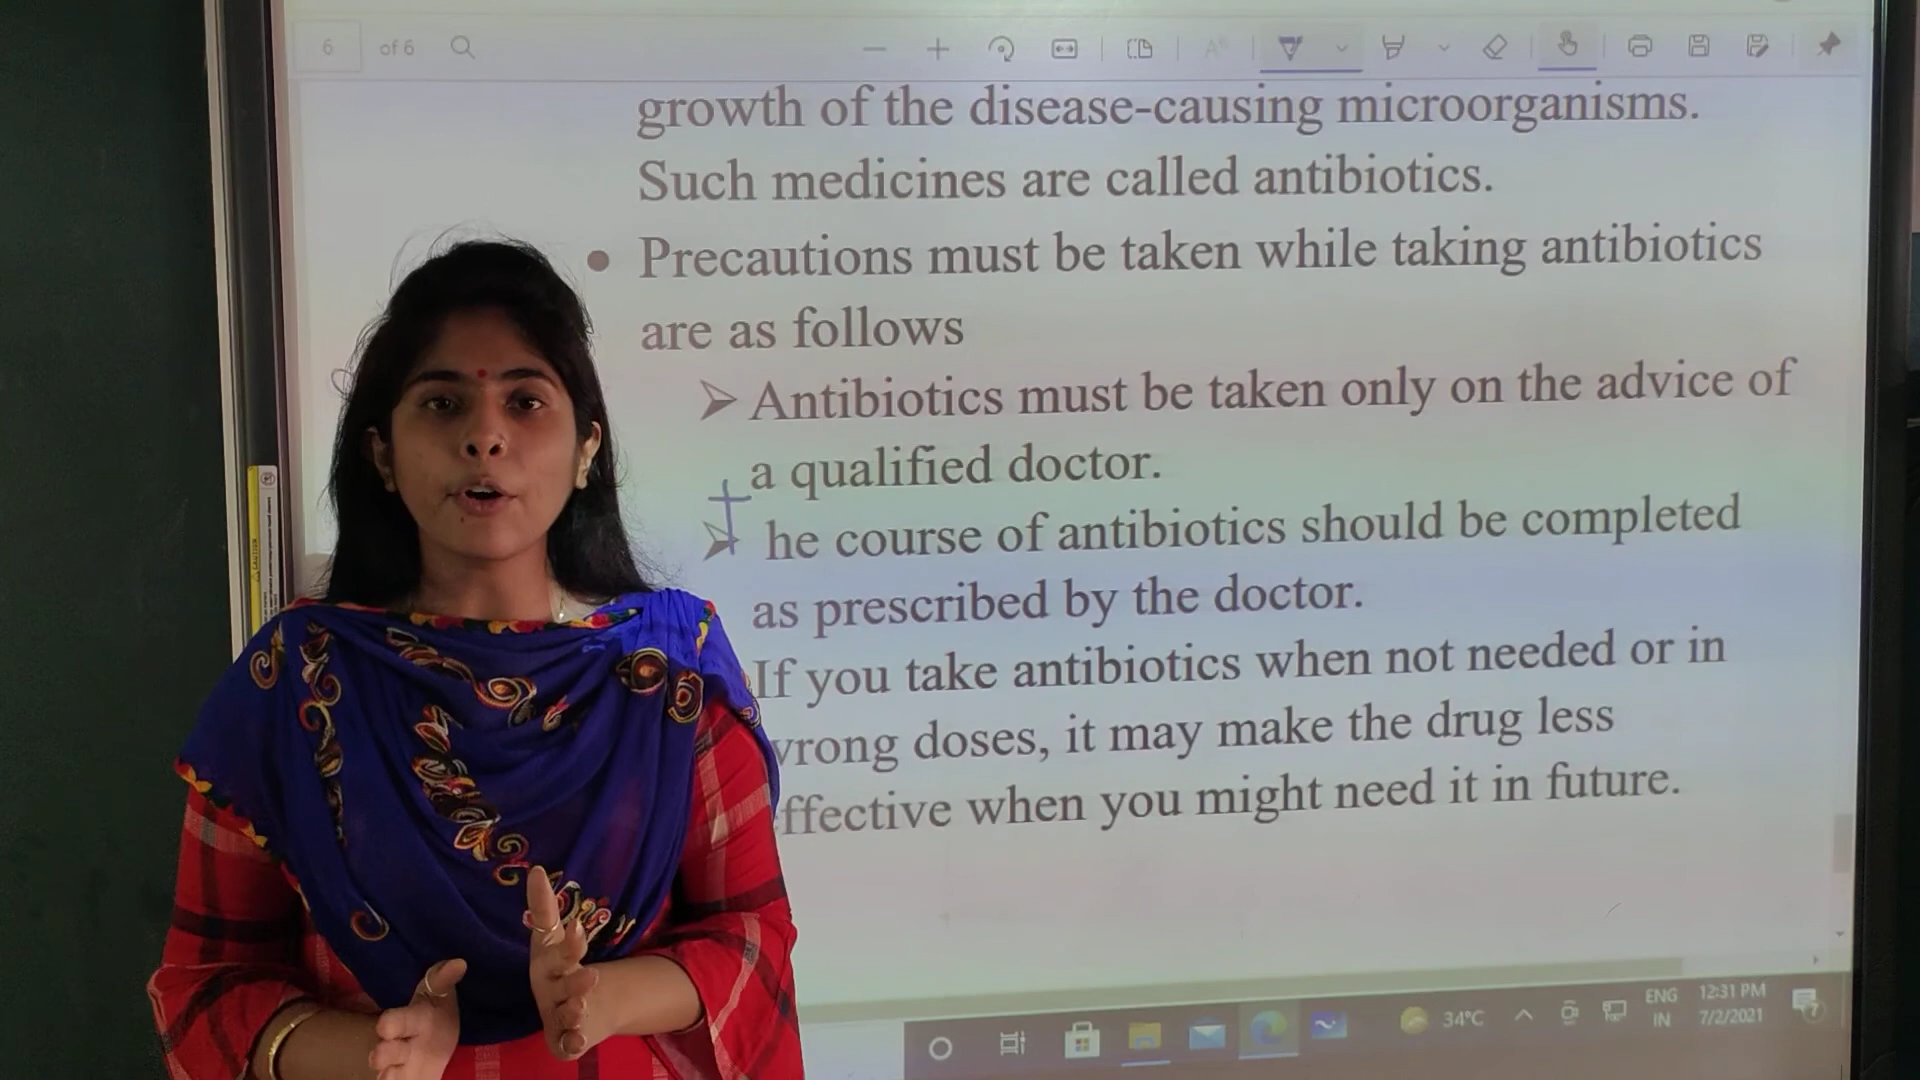 6 of 6
growth of the disease-causing microorganisms.
Such medicines are called antibiotics.
• Precautions must be taken while taking antibiotics
are as follows
➢ Antibiotics must be taken only on the advice of
a qualified doctor.
➢ t he course of antibiotics should be completed
as prescribed by the doctor.
If you take antibiotics when not needed or in
wrong doses, it may make the drug less
ffective when you might need it in future.
CAUTION
34°C
ENG
IN
12:31 PM
7/2/2021
7